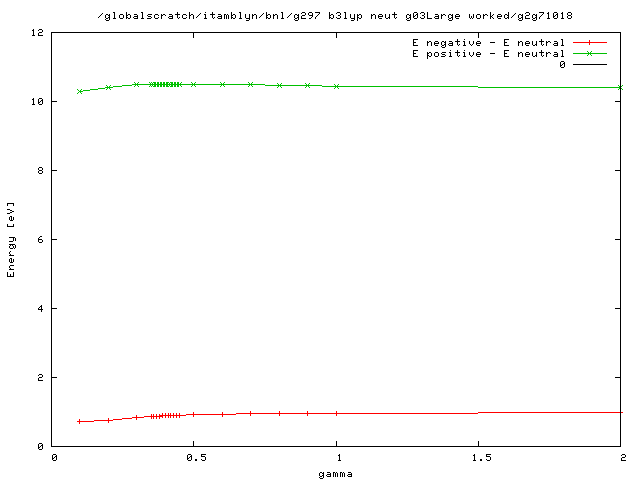 /globalscratch/itamblyn/bnl/g297 b3lyp neut g03Large worked/g2g71018
E negative - E neutral
E positive - E neutral
0
12
10
8
6
4
2
0
Energy [eV]
0 0.5 1 1.5 2
gamma